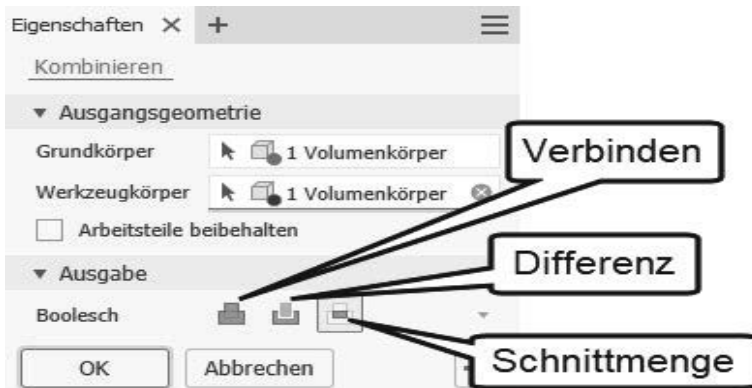 Eigenschaften × +
Kombinieren
▼ Ausgangsgeometrie
Grundkörper 1 Volumenkörper
Verbinden
Werkzeugkörper 1 Volumenkörper
Arbeitsteile beibehalten
▼ Ausgabe
Differenz
Boolesch
OK Abbrechen
Schnittmenge